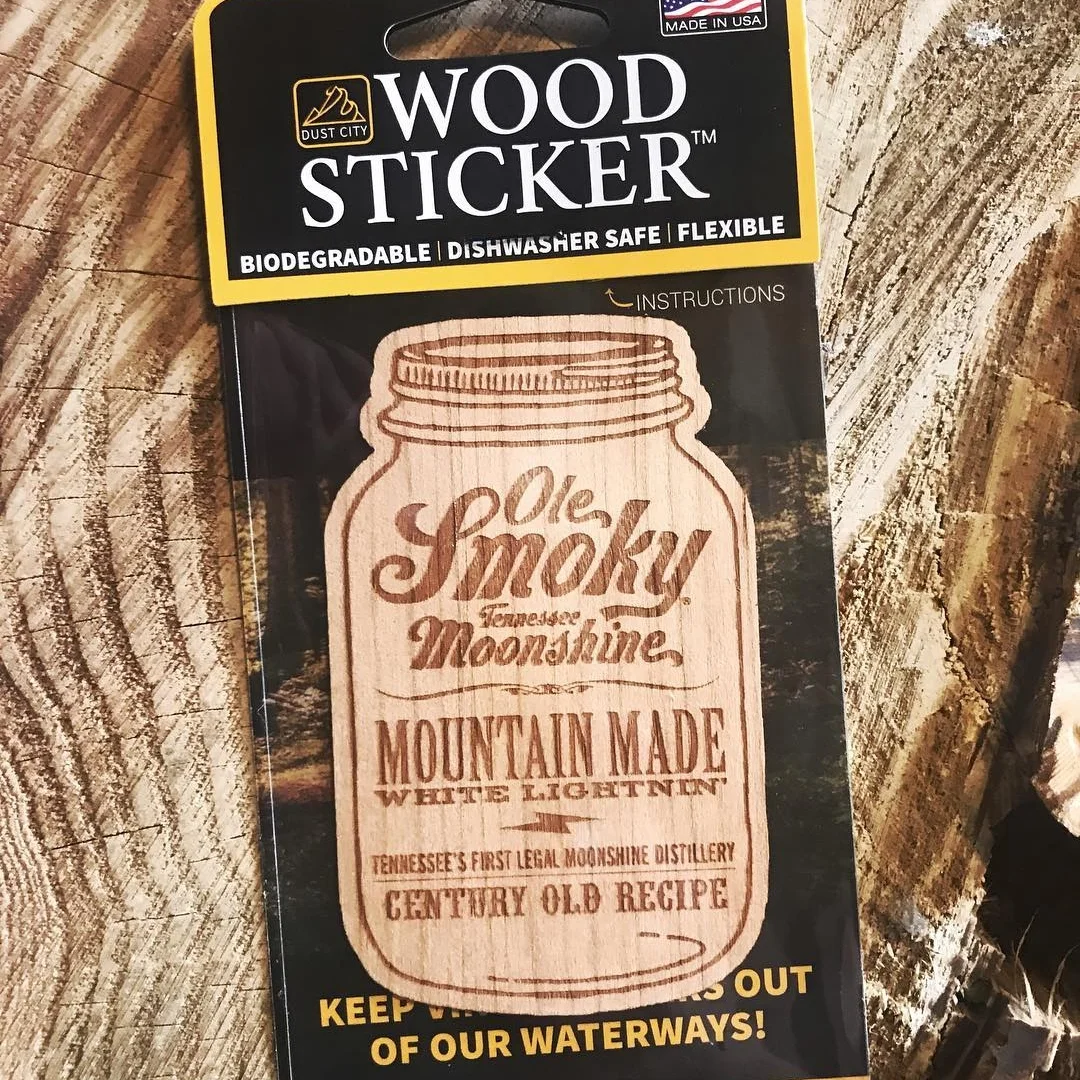 MADE IN USA
DUST CITY
WOOD
STICKER™
BIODEGRADABLE | DISHWASHER SAFE | FLEXIBLE
INSTRUCTIONS
Ole
Smoky®
Tennessee
Moonshine
MOUNTAIN MADE
WHITE LIGHTNIN'
TENNESSEE'S FIRST LEGAL MOONSHINE DISTILLERY
CENTURY OLD RECIPE
KEEP OUT
OF OUR WATERWAYS!